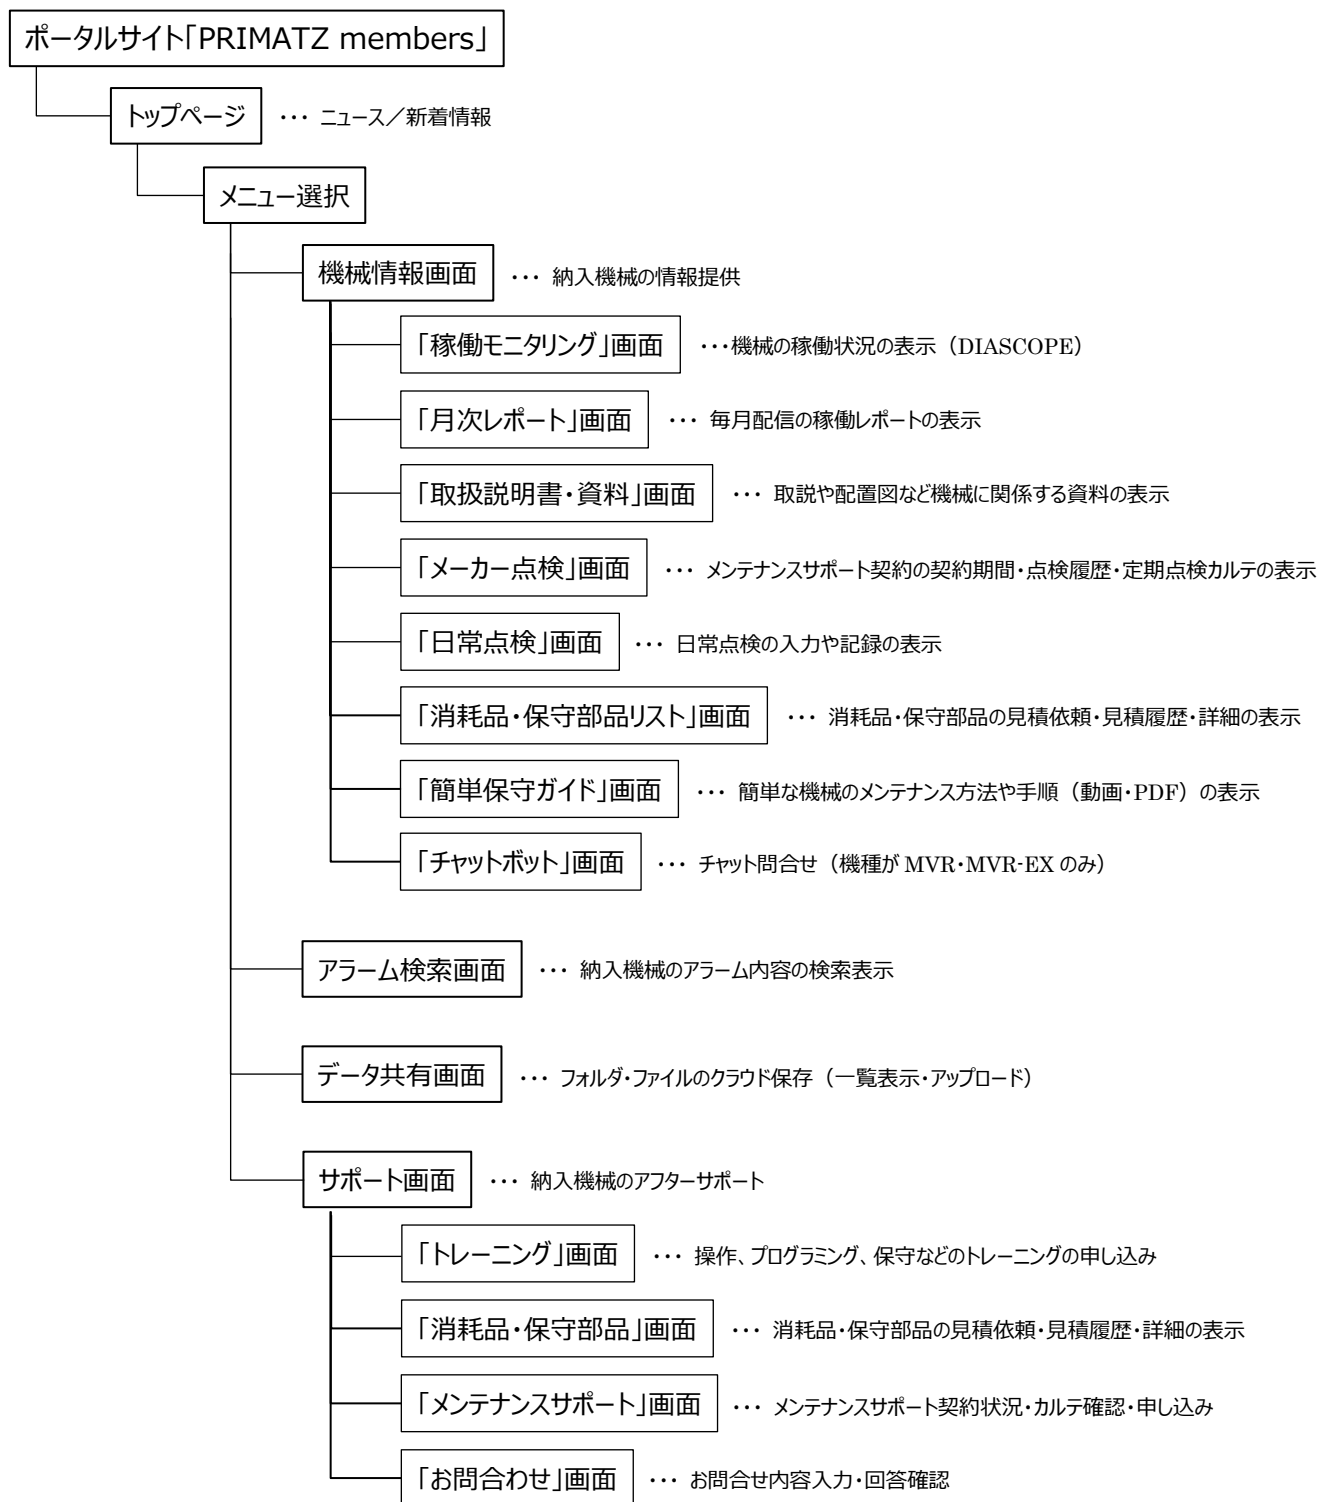 ポータルサイト「PRIMATZ members」
トップページ ・・・ ニュース／新着情報
メニュー選択
機械情報画面 ・・・ 納入機械の情報提供
「稼働モニタリング」画面 ・・・機械の稼働状況の表示（DIASCOPE）
「月次レポート」画面 ・・・ 毎月配信の稼働レポートの表示
「取扱説明書・資料」画面 ・・・ 取説や配置図など機械に関係する資料の表示
「メーカー点検」画面 ・・・ メンテナンスサポート契約の契約期間・点検履歴・定期点検カルテの表示
「日常点検」画面 ・・・ 日常点検の入力や記録の表示
「消耗品・保守部品リスト」画面 ・・・ 消耗品・保守部品の見積依頼・見積履歴・詳細の表示
「簡単保守ガイド」画面 ・・・ 簡単な機械のメンテナンス方法や手順（動画・PDF）の表示
「チャットボット」画面 ・・・ チャット問合せ（機種が MVR・MVR-EX のみ）
アラーム検索画面 ・・・ 納入機械のアラーム内容の検索表示
データ共有画面 ・・・ フォルダ・ファイルのクラウド保存（一覧表示・アップロード）
サポート画面 ・・・ 納入機械のアフターサポート
「トレーニング」画面 ・・・ 操作、プログラミング、保守などのトレーニングの申し込み
「消耗品・保守部品」画面 ・・・ 消耗品・保守部品の見積依頼・見積履歴・詳細の表示
「メンテナンスサポート」画面 ・・・ メンテナンスサポート契約状況・カルテ確認・申し込み
「お問合わせ」画面 ・・・ お問合せ内容入力・回答確認